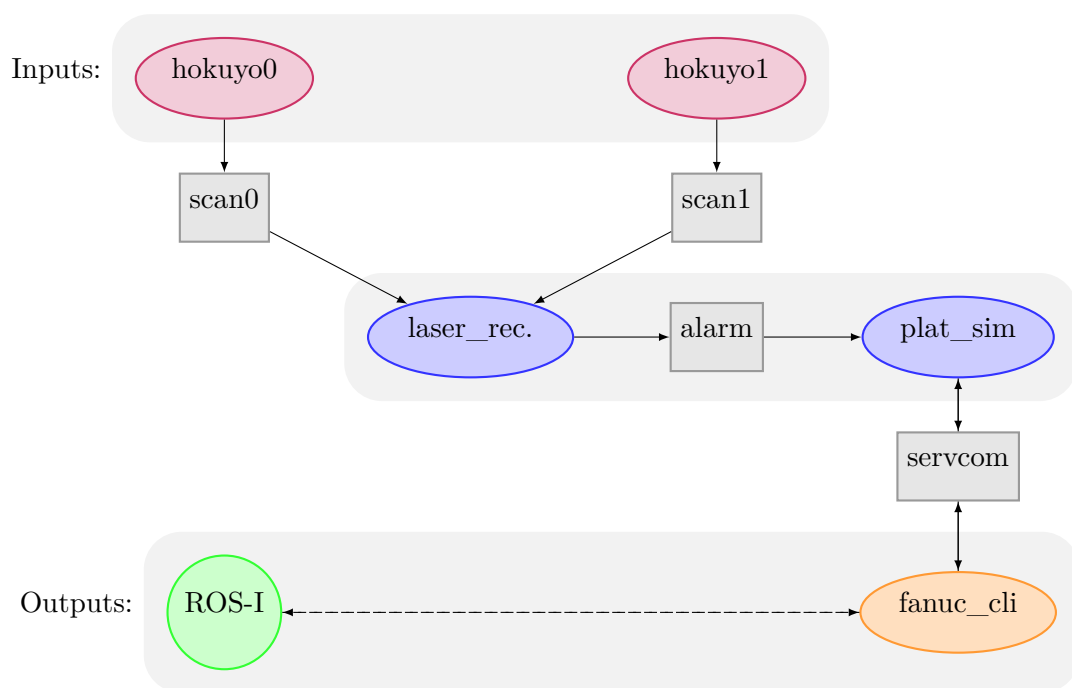 Inputs:
hokuyo0
hokuyo1
scan0
scan1
laser_rec.
alarm
plat_sim
servcom
Outputs:
ROS-I
fanuc_cli